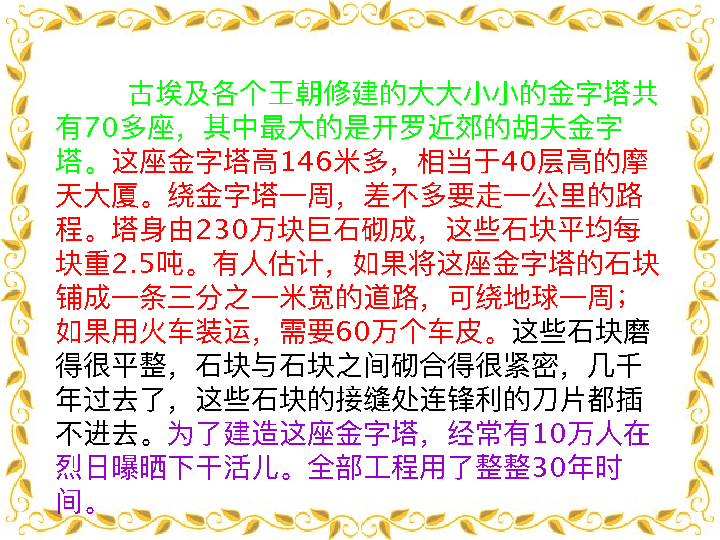 古埃及各个王朝修建的大大小小的金字塔共
有70多座，其中最大的是开罗近郊的胡夫金字
塔。这座金字塔高146米多，相当于40层高的摩
天大厦。绕金字塔一周，差不多要走一公里的路
程。塔身由230万块巨石砌成，这些石块平均每
块重2.5吨。有人估计，如果将这座金字塔的石块
铺成一条三分之一米宽的道路，可绕地球一周；
如果用火车装运，需要60万个车皮。这些石块磨
得很平整，石块与石块之间砌合得很紧密，几千
年过去了，这些石块的接缝处连锋利的刀片都插
不进去。为了建造这座金字塔，经常有10万人在
烈日曝晒下干活儿。全部工程用了整整30年时
间。